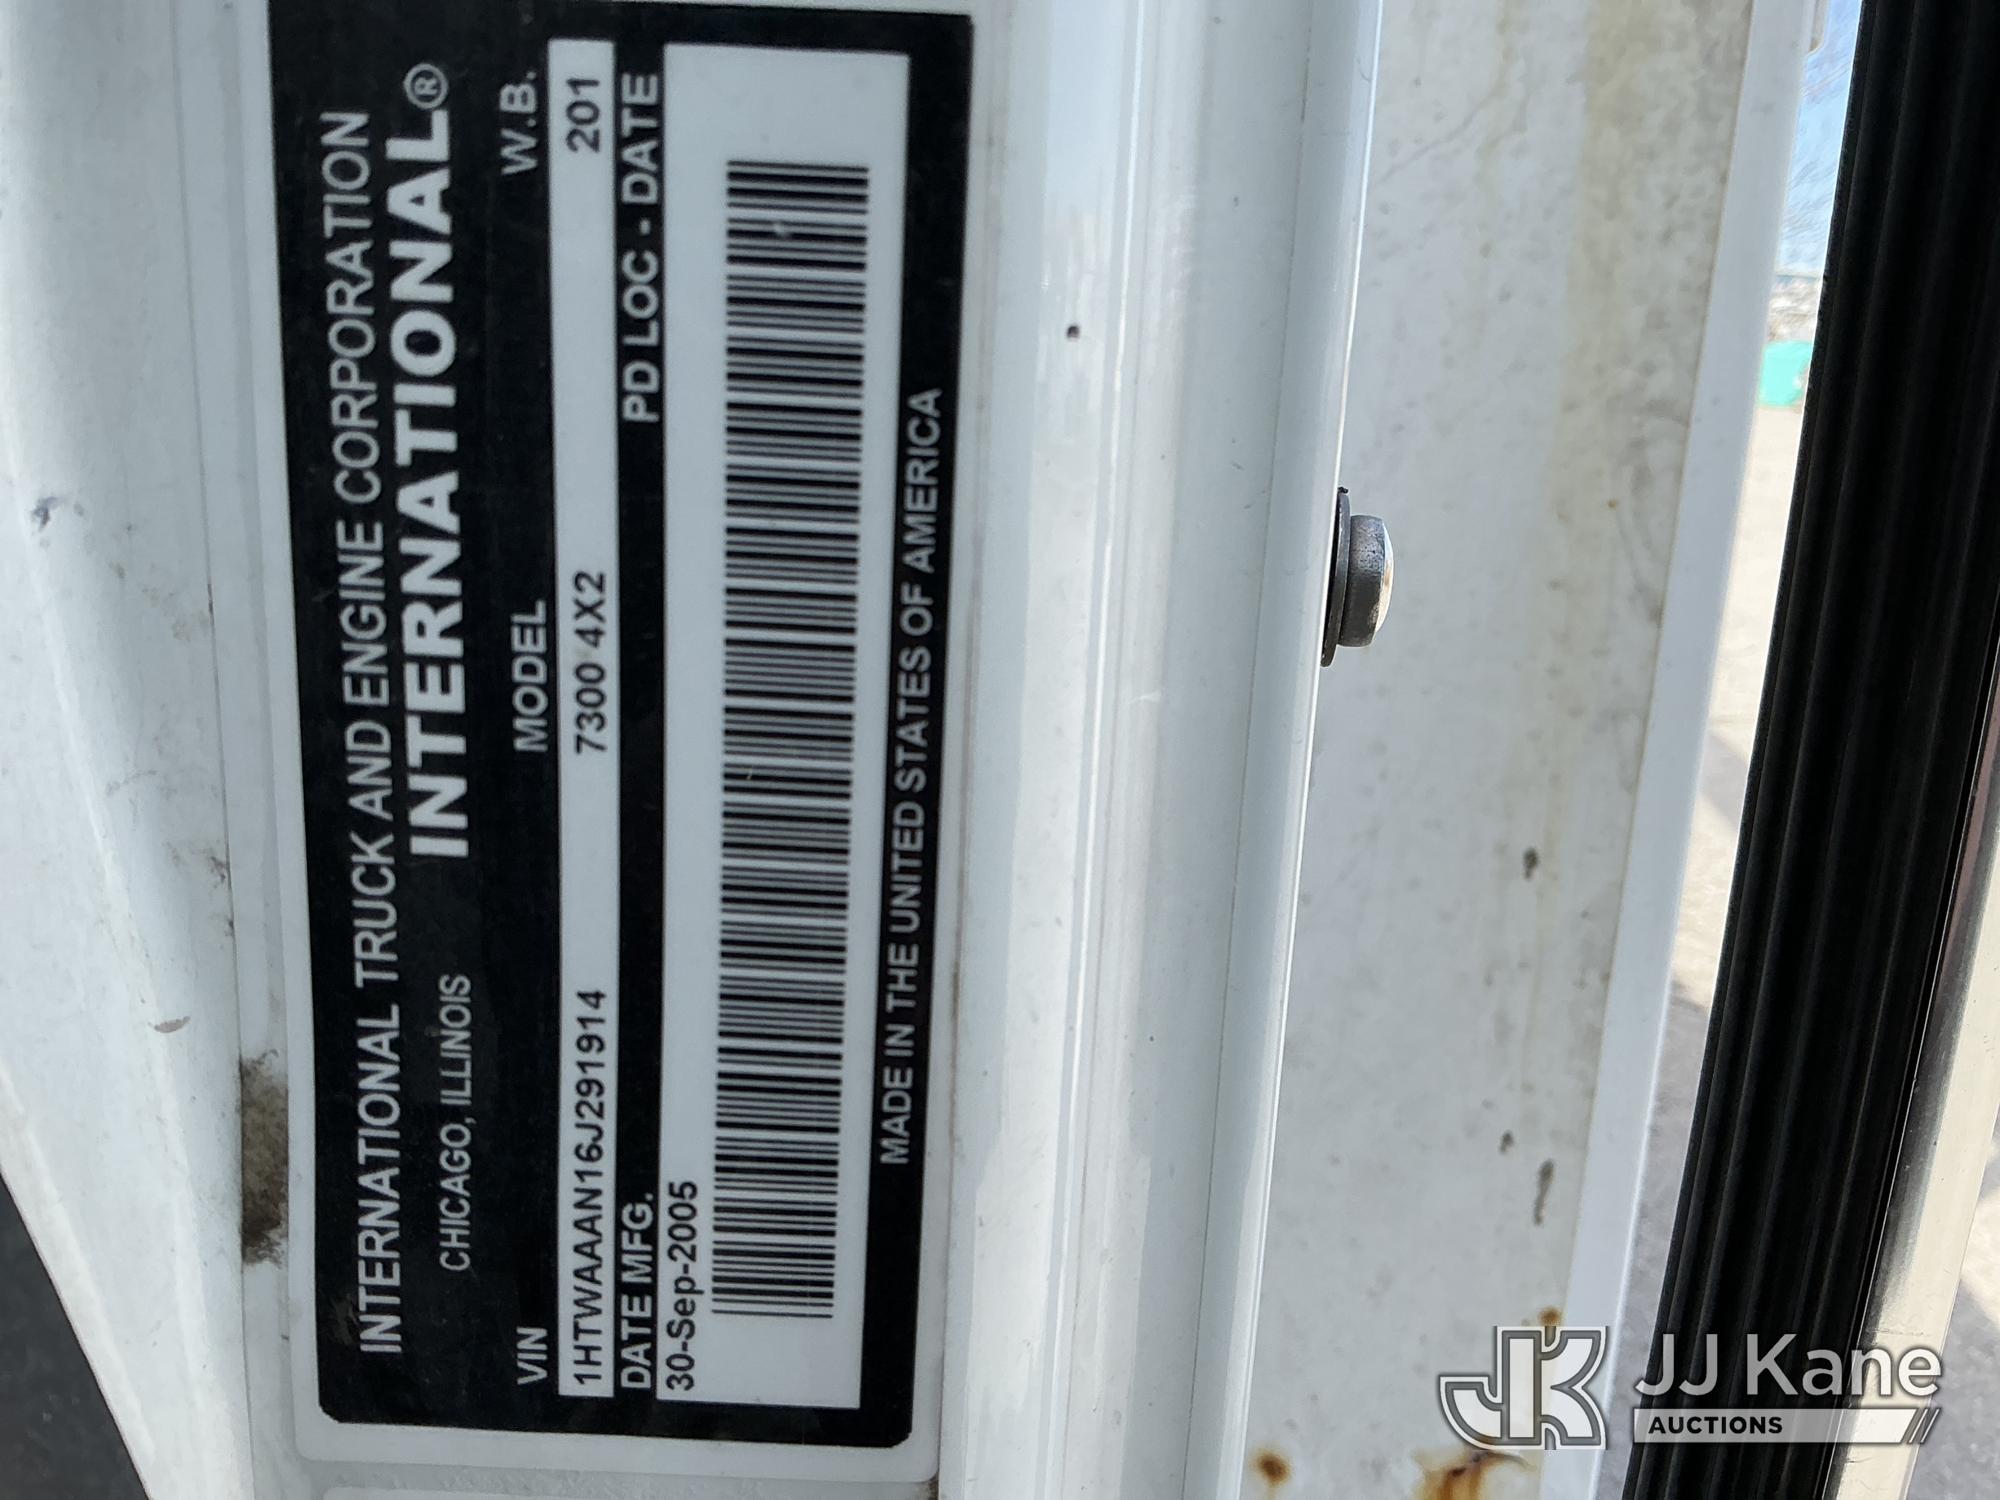 INTERNATIONAL TRUCK AND ENGINE CORPORATION
CHICAGO, ILLINOIS INTERNATIONAL®
VIN MODEL W.B.
1HTWAAAN16J291914 7300 4X2 201
DATE MFG. PD LOC - DATE
30-Sep-2005
MADE IN THE UNITED STATES OF AMERICA
JK JJ Kane
AUCTIONS